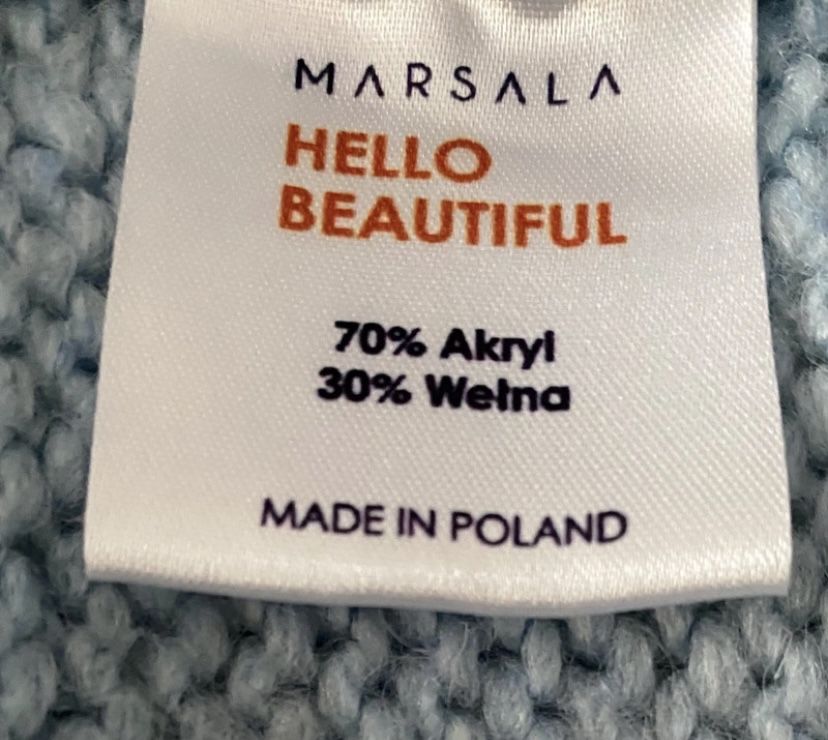 MARSALA
HELLO
BEAUTIFUL
70% Akryl
30% Wełna
MADE IN POLAND